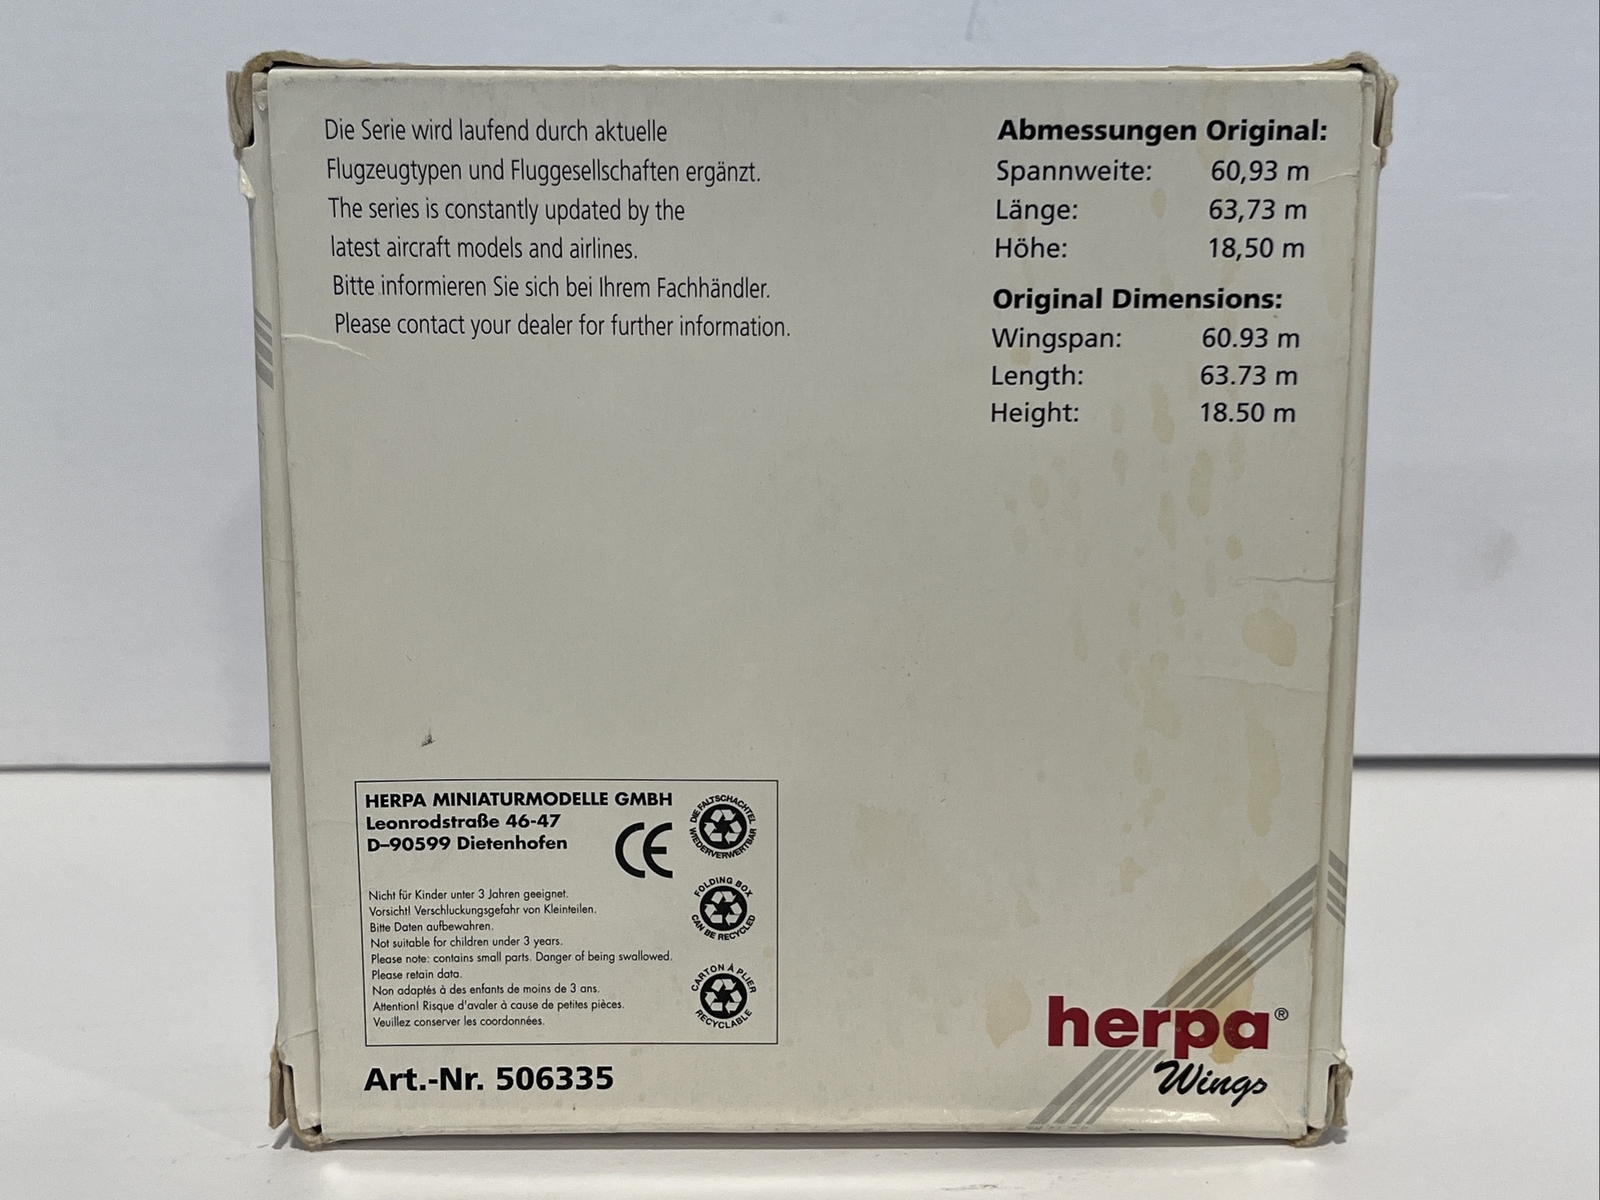 Die Serie wird laufend durch aktuelle
Flugzeugtypen und Fluggesellschaften ergänzt.
The series is constantly updated by the
latest aircraft models and airlines.
Bitte informieren Sie sich bei Ihrem Fachhändler.
Please contact your dealer for further information.
Abmessungen Original:
Spannweite: 60,93 m
Länge: 63,73 m
Höhe: 18,50 m
Original Dimensions:
Wingspan: 60.93 m
Length: 63.73 m
Height: 18.50 m
HERPA MINIATURMODELLE GMBH
Leonrodstraße 46-47
D–90599 Dietenhofen
CE
Nicht für Kinder unter 3 Jahren geeignet.
Vorsicht! Verschluckungsgefahr von Kleinteilen.
Bitte Daten aufbewahren.
Not suitable for children under 3 years.
Please note: contains small parts. Danger of being swallowed.
Please retain data.
Non adaptés à des enfants de moins de 3 ans.
Attention! Risque d'avaler à cause de petites pièces.
Veuillez conserver les coordonnées.
DIE FALTSCHACHTEL
WIEDERVERWERTBAR
FOLDING BOX
CAN BE RECYCLED
CARTON À PLIER
RECYCLABLE
Art.-Nr. 506335
herpa®
Wings